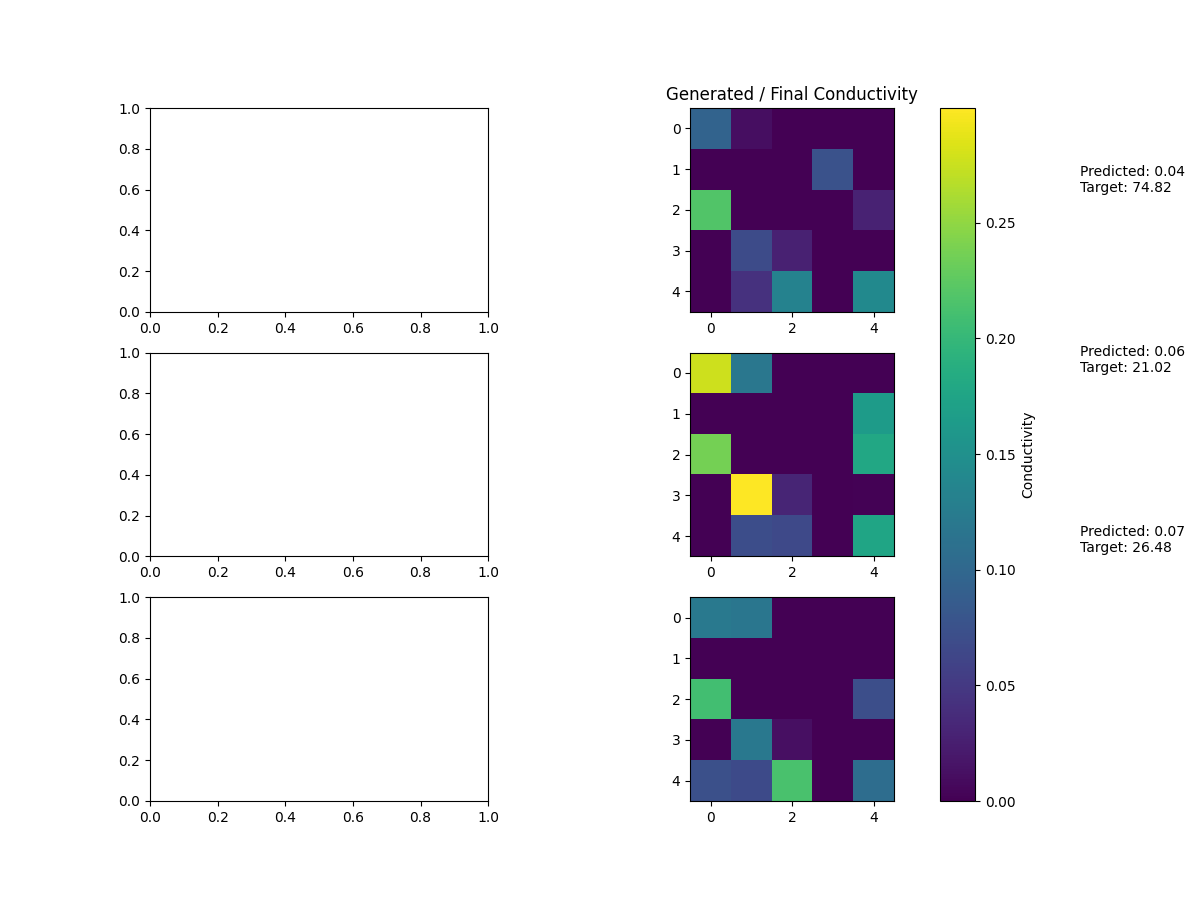 Generated / Final Conductivity
1.0
0.8
0.6
0.4
0.2
0.0
0.0 0.2 0.4 0.6 0.8 1.0
0
1
2
3
4
0 2 4
Predicted: 0.04
Target: 74.82
1.0
0.8
0.6
0.4
0.2
0.0
0.0 0.2 0.4 0.6 0.8 1.0
0
1
2
3
4
0 2 4
Predicted: 0.06
Target: 21.02
1.0
0.8
0.6
0.4
0.2
0.0
0.0 0.2 0.4 0.6 0.8 1.0
0
1
2
3
4
0 2 4
Predicted: 0.07
Target: 26.48
0.25
0.20
0.15
0.10
0.05
0.00
Conductivity